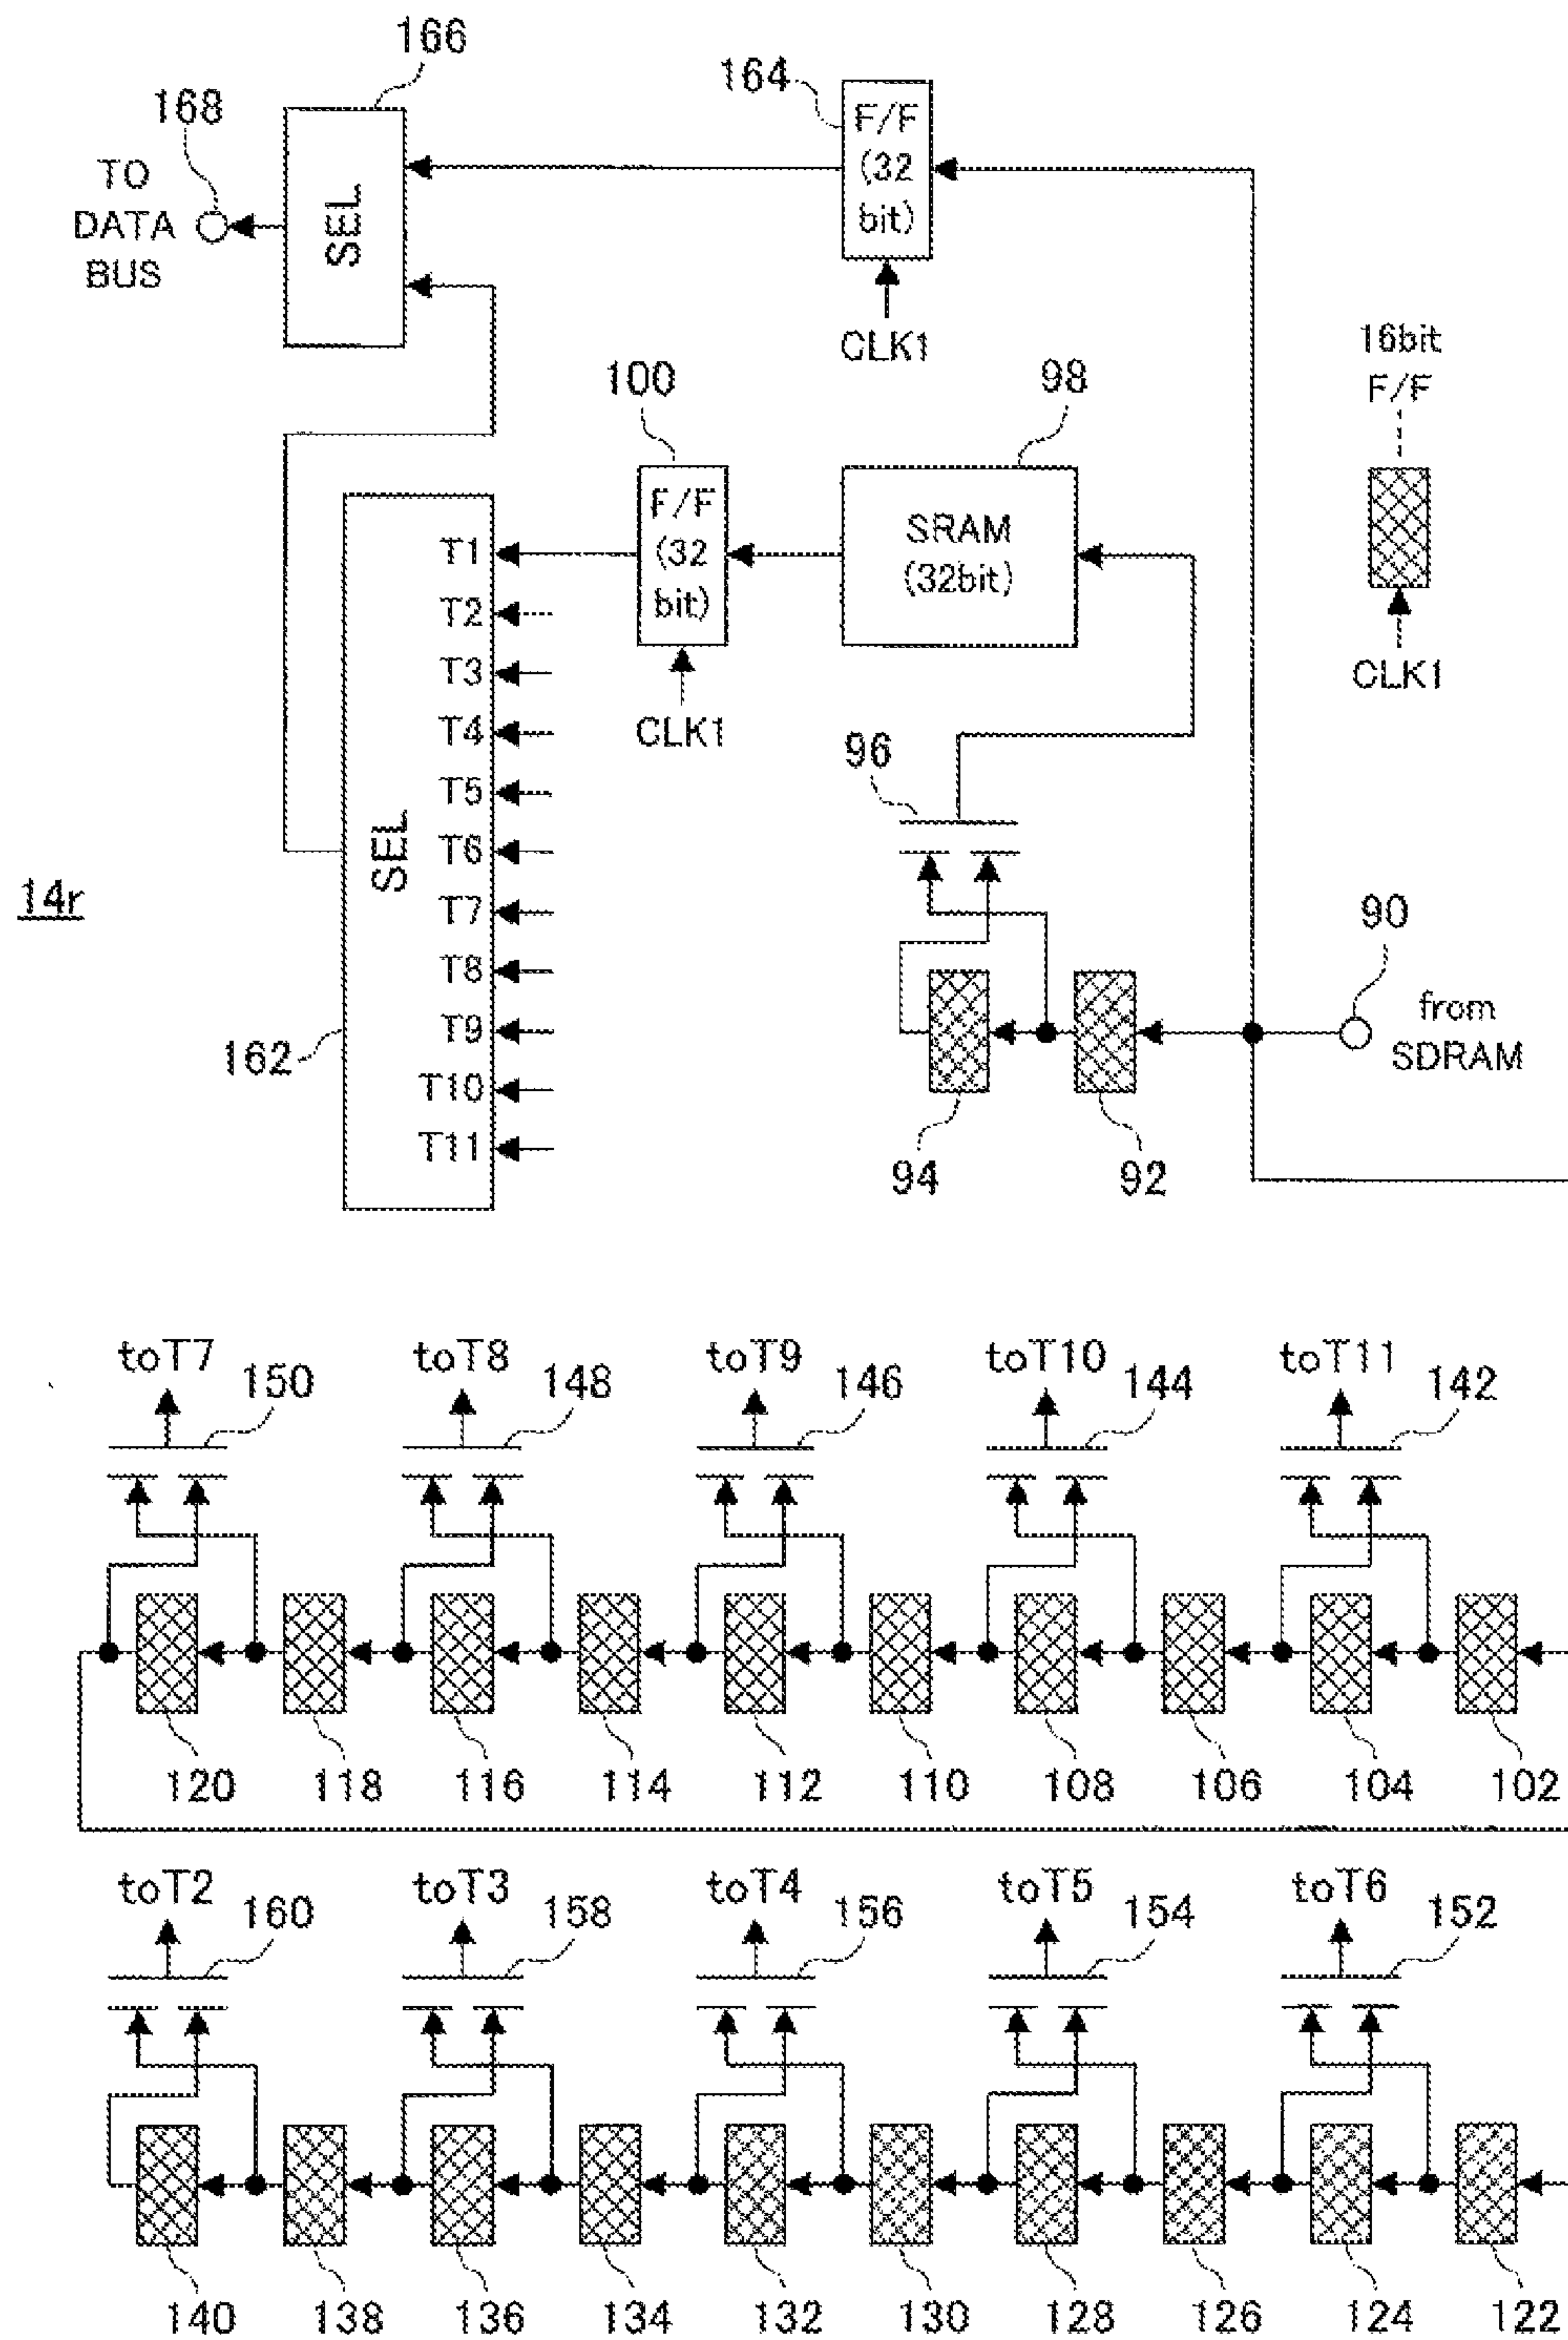 166
164
168
F/F
(32
bit)
TO
DATA
BUS
SEL
CLK1
16bit
F/F
CLK1
100
98
F/F
(32
bit)
SRAM
(32bit)
CLK1
T1
T2
T3
T4
T5
T6
T7
T8
T9
T10
T11
SEL
162
14r
96
90
from
SDRAM
94
92
toT7
toT8
toT9
toT10
toT11
150
148
146
144
142
120
118
116
114
112
110
108
106
104
102
toT2
toT3
toT4
toT5
toT6
160
158
156
154
152
140
138
136
134
132
130
128
126
124
122